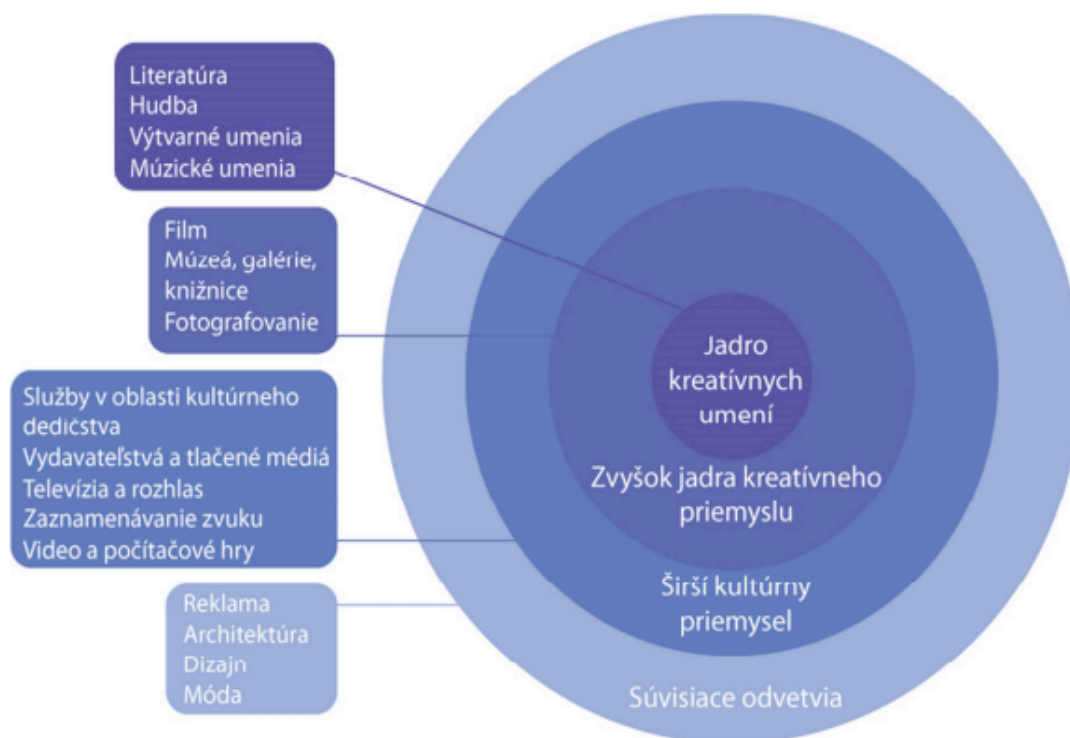 Literatúra
Hudba
Výtvarné umenia
Múzické umenia
Film
Múzeá, galérie,
knižnice
Fotografovanie
Služby v oblasti kultúrneho
dedičstva
Vydavateľstvá a tlačené médiá
Televízia a rozhlas
Zaznamenávanie zvuku
Video a počítačové hry
Reklama
Architektúra
Dizajn
Móda
Jadro
kreatívnych
umení
Zvyšok jadra kreatívneho
priemyslu
Širší kultúrny
priemysel
Súvisiace odvetvia